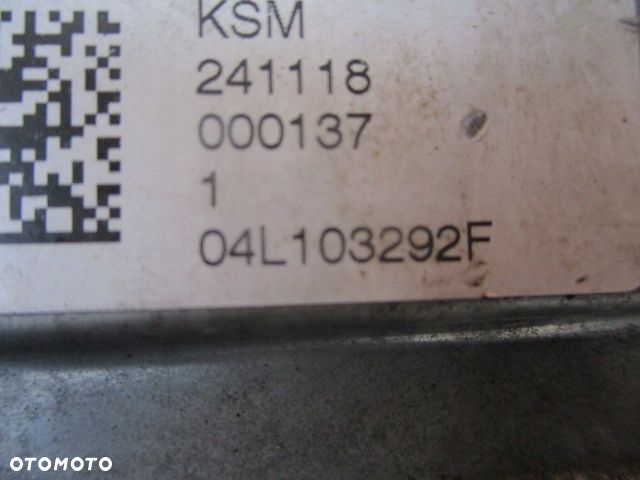 KSM
241118
000137
1
04L103292F
OTOMOTO